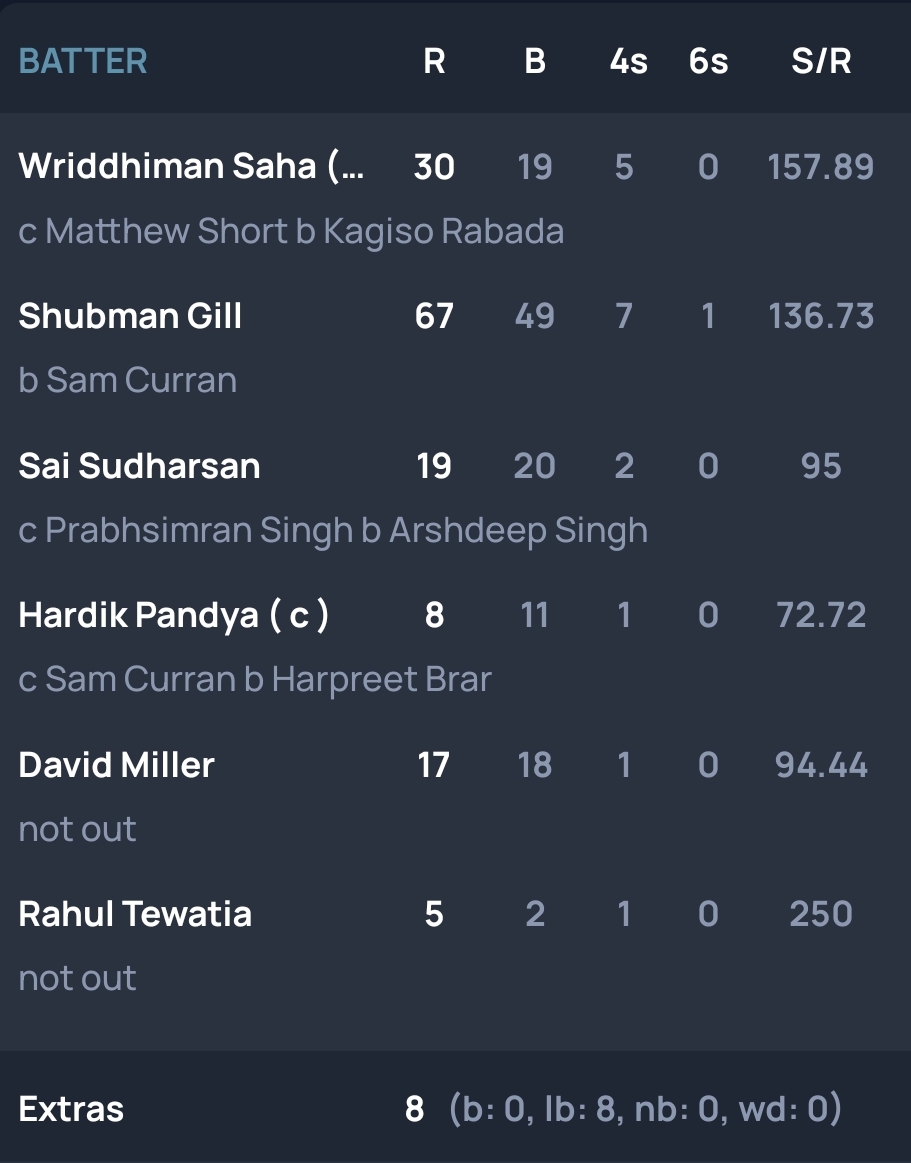 BATTER R B 4s 6s S/R
Wriddhiman Saha (... 30 19 5 0 157.89
c Matthew Short b Kagiso Rabada
Shubman Gill 67 49 7 1 136.73
b Sam Curran
Sai Sudharsan 19 20 2 0 95
c Prabhsimran Singh b Arshdeep Singh
Hardik Pandya ( c ) 8 11 1 0 72.72
c Sam Curran b Harpreet Brar
David Miller 17 18 1 0 94.44
not out
Rahul Tewatia 5 2 1 0 250
not out
Extras 8 (b: 0, lb: 8, nb: 0, wd: 0)